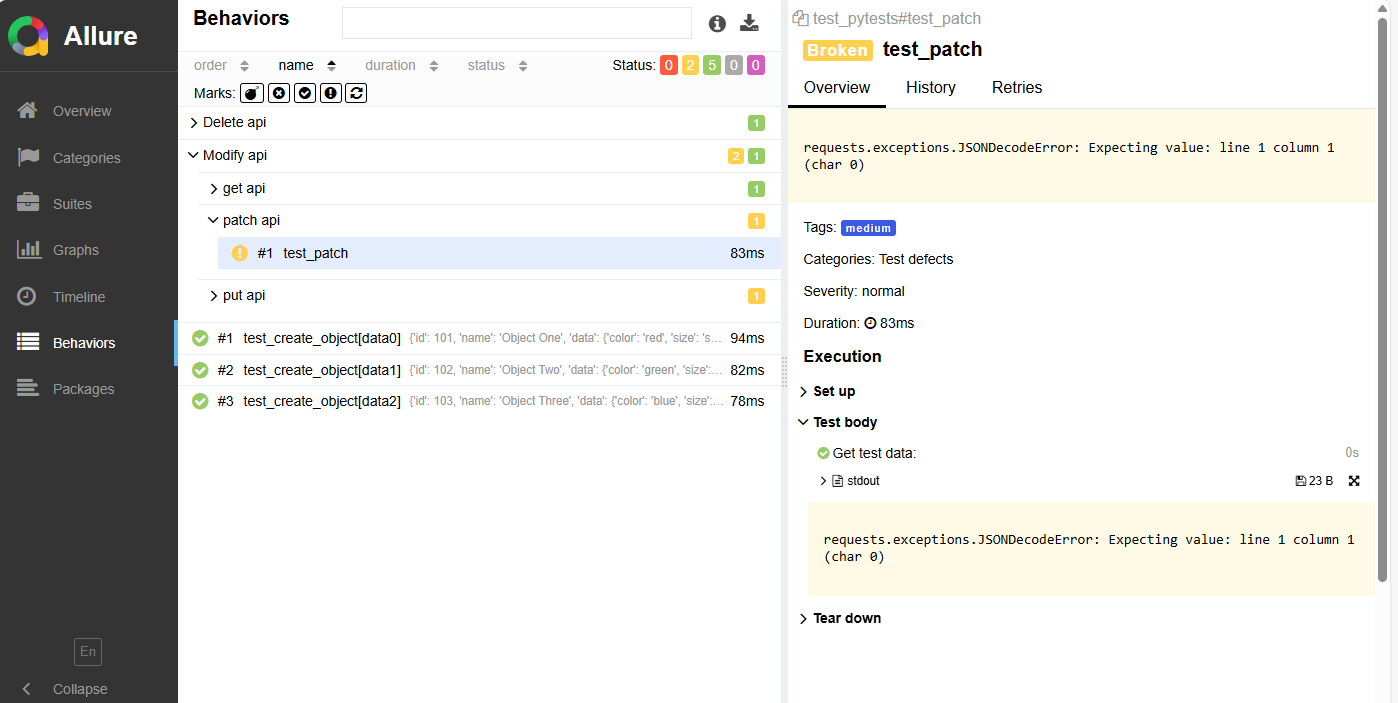 Allure
Overview
Categories
Suites
Graphs
Timeline
Behaviors
Packages
En
Collapse
Behaviors
order name duration status Status: 0 2 5 0 0
Marks:
Delete api 1
Modify api 2 1
get api 1
patch api 1
#1 test_patch 83ms
put api 1
#1 test_create_object[data0] {'id': 101, 'name': 'Object One', 'data': {'color': 'red', 'size': 's... 94ms
#2 test_create_object[data1] {'id': 102, 'name': 'Object Two', 'data': {'color': 'green', 'size':... 82ms
#3 test_create_object[data2] {'id': 103, 'name': 'Object Three', 'data': {'color': 'blue', 'size':... 78ms
test_pytests#test_patch
Broken test_patch
Overview History Retries
requests.exceptions.JSONDecodeError: Expecting value: line 1 column 1
(char 0)
Tags: medium
Categories: Test defects
Severity: normal
Duration: 83ms
Execution
Set up
Test body
Get test data: 0s
stdout 23 B
requests.exceptions.JSONDecodeError: Expecting value: line 1 column 1
(char 0)
Tear down